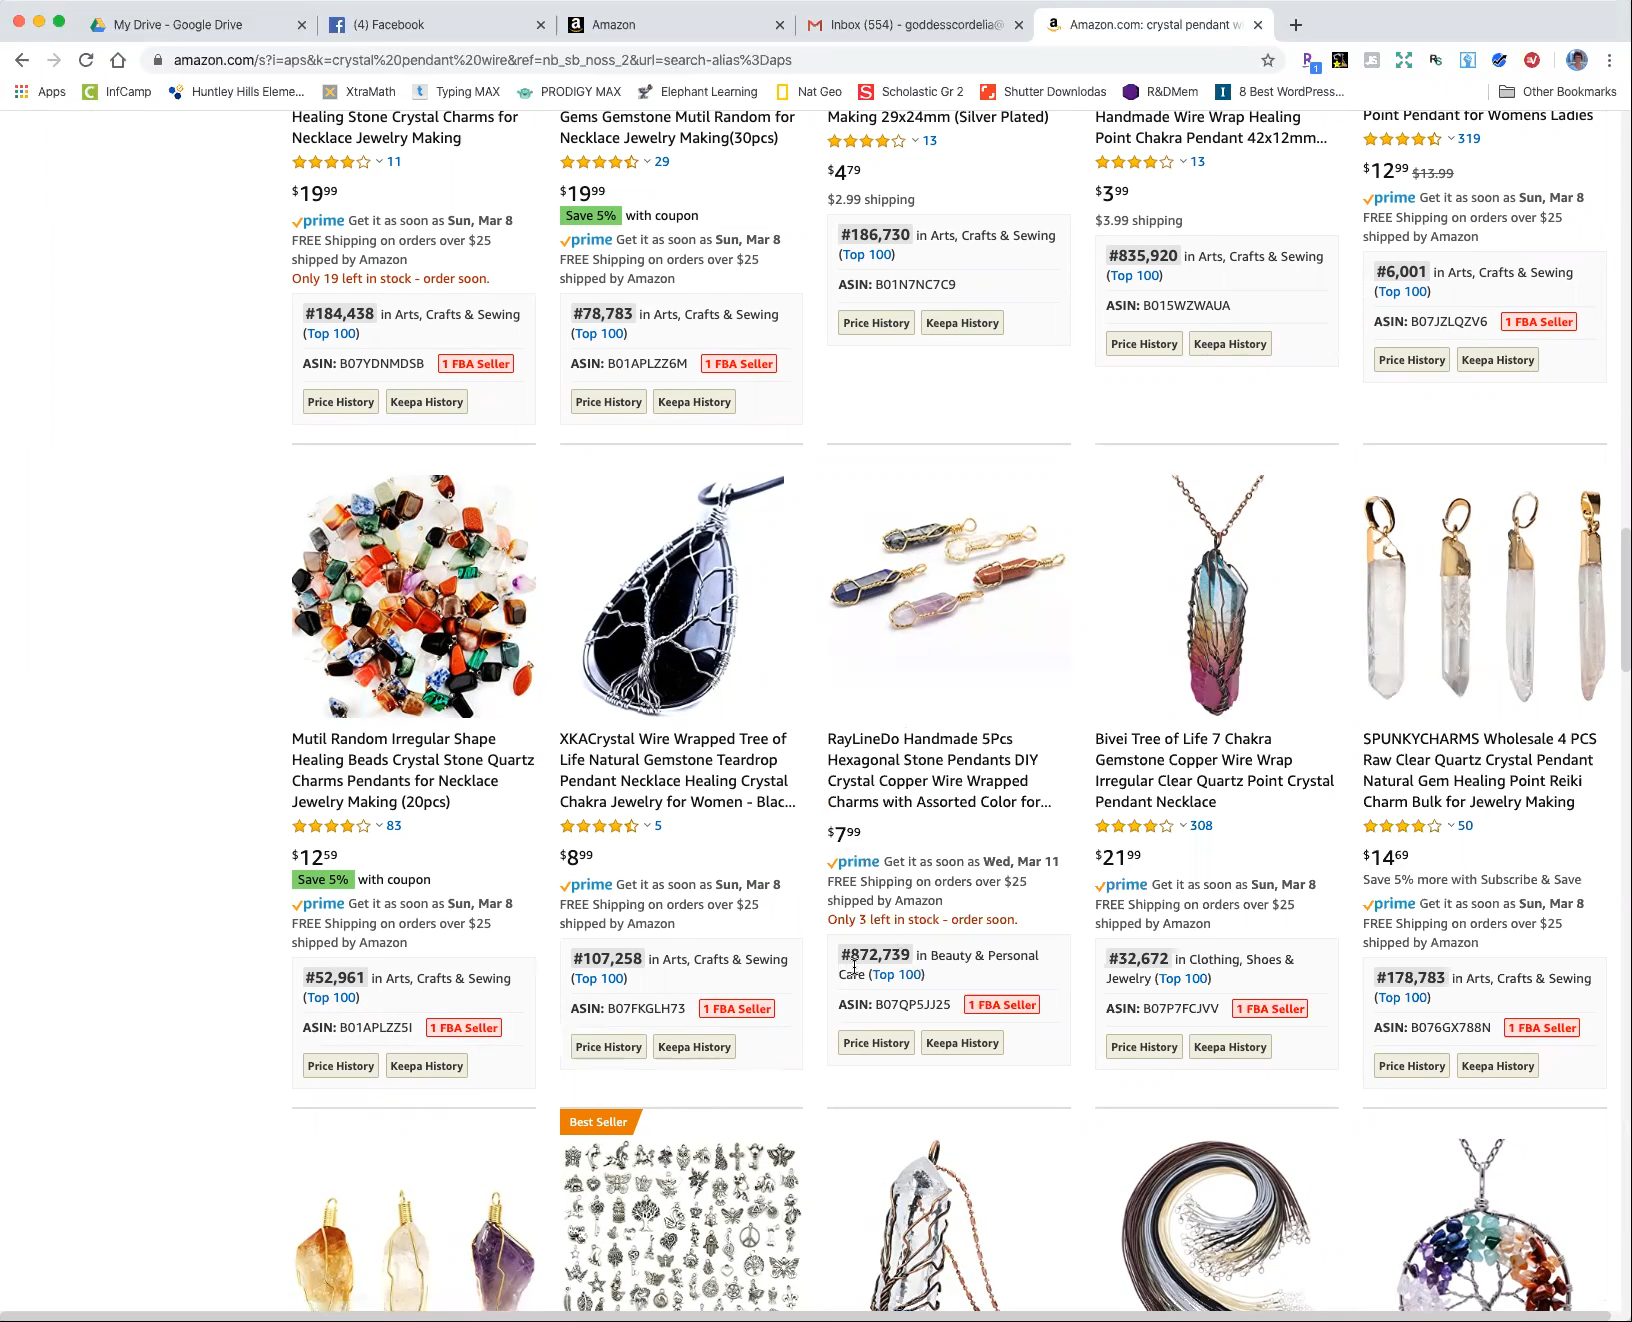 My Drive - Google Drive
(4) Facebook
Amazon
Inbox (554) - goddesscordelia@
Amazon.com: crystal pendant w
amazon.com/s?i=aps&k=crystal%20pendant%20wire&ref=nb_sb_noss_2&url=search-alias%3Daps
Apps
InfCamp
Huntley Hills Eleme...
XtraMath
Typing MAX
PRODIGY MAX
Elephant Learning
Nat Geo
Scholastic Gr 2
Shutter Downlodas
R&DMem
8 Best WordPress...
Other Bookmarks
Healing Stone Crystal Charms for
Necklace Jewelry Making
11
$19.99
prime Get it as soon as Sun, Mar 8
FREE Shipping on orders over $25
shipped by Amazon
Only 19 left in stock - order soon.
#184,438 in Arts, Crafts & Sewing
(Top 100)
ASIN: B07YDNMDSB 1 FBA Seller
Price History Keepa History
Gems Gemstone Mutil Random for
Necklace Jewelry Making(30pcs)
29
$19.99
Save 5% with coupon
prime Get it as soon as Sun, Mar 8
FREE Shipping on orders over $25
shipped by Amazon
#78,783 in Arts, Crafts & Sewing
(Top 100)
ASIN: B01APLZZ6M 1 FBA Seller
Price History Keepa History
Making 29x24mm (Silver Plated)
13
$4.79
$2.99 shipping
#186,730 in Arts, Crafts & Sewing
(Top 100)
ASIN: B01N7NC7C9
Price History Keepa History
Handmade Wire Wrap Healing
Point Chakra Pendant 42x12mm...
13
$3.99
$3.99 shipping
#835,920 in Arts, Crafts & Sewing
(Top 100)
ASIN: B015WZWAUA
Price History Keepa History
Point Pendant for Womens Ladies
319
$12.99 $13.99
prime Get it as soon as Sun, Mar 8
FREE Shipping on orders over $25
shipped by Amazon
#6,001 in Arts, Crafts & Sewing
(Top 100)
ASIN: B07JZLQZV6 1 FBA Seller
Price History Keepa History
Mutil Random Irregular Shape
Healing Beads Crystal Stone Quartz
Charms Pendants for Necklace
Jewelry Making (20pcs)
83
$12.59
Save 5% with coupon
prime Get it as soon as Sun, Mar 8
FREE Shipping on orders over $25
shipped by Amazon
#52,961 in Arts, Crafts & Sewing
(Top 100)
ASIN: B01APLZZ5I 1 FBA Seller
Price History Keepa History
XKACrystal Wire Wrapped Tree of
Life Natural Gemstone Teardrop
Pendant Necklace Healing Crystal
Chakra Jewelry for Women - Blac...
5
$8.99
prime Get it as soon as Sun, Mar 8
FREE Shipping on orders over $25
shipped by Amazon
#107,258 in Arts, Crafts & Sewing
(Top 100)
ASIN: B07FKGLH73 1 FBA Seller
Price History Keepa History
RayLineDo Handmade 5Pcs
Hexagonal Stone Pendants DIY
Crystal Copper Wire Wrapped
Charms with Assorted Color for...
$7.99
prime Get it as soon as Wed, Mar 11
FREE Shipping on orders over $25
shipped by Amazon
Only 3 left in stock - order soon.
#872,739 in Beauty & Personal
Care (Top 100)
ASIN: B07QP5JJ25 1 FBA Seller
Price History Keepa History
Bivei Tree of Life 7 Chakra
Gemstone Copper Wire Wrap
Irregular Clear Quartz Point Crystal
Pendant Necklace
308
$21.99
prime Get it as soon as Sun, Mar 8
FREE Shipping on orders over $25
shipped by Amazon
#32,672 in Clothing, Shoes &
Jewelry (Top 100)
ASIN: B07P7FCJVV 1 FBA Seller
Price History Keepa History
SPUNKYCHARMS Wholesale 4 PCS
Raw Clear Quartz Crystal Pendant
Natural Gem Healing Point Reiki
Charm Bulk for Jewelry Making
50
$14.69
Save 5% more with Subscribe & Save
prime Get it as soon as Sun, Mar 8
FREE Shipping on orders over $25
shipped by Amazon
#178,783 in Arts, Crafts & Sewing
(Top 100)
ASIN: B076GX788N 1 FBA Seller
Price History Keepa History
Best Seller